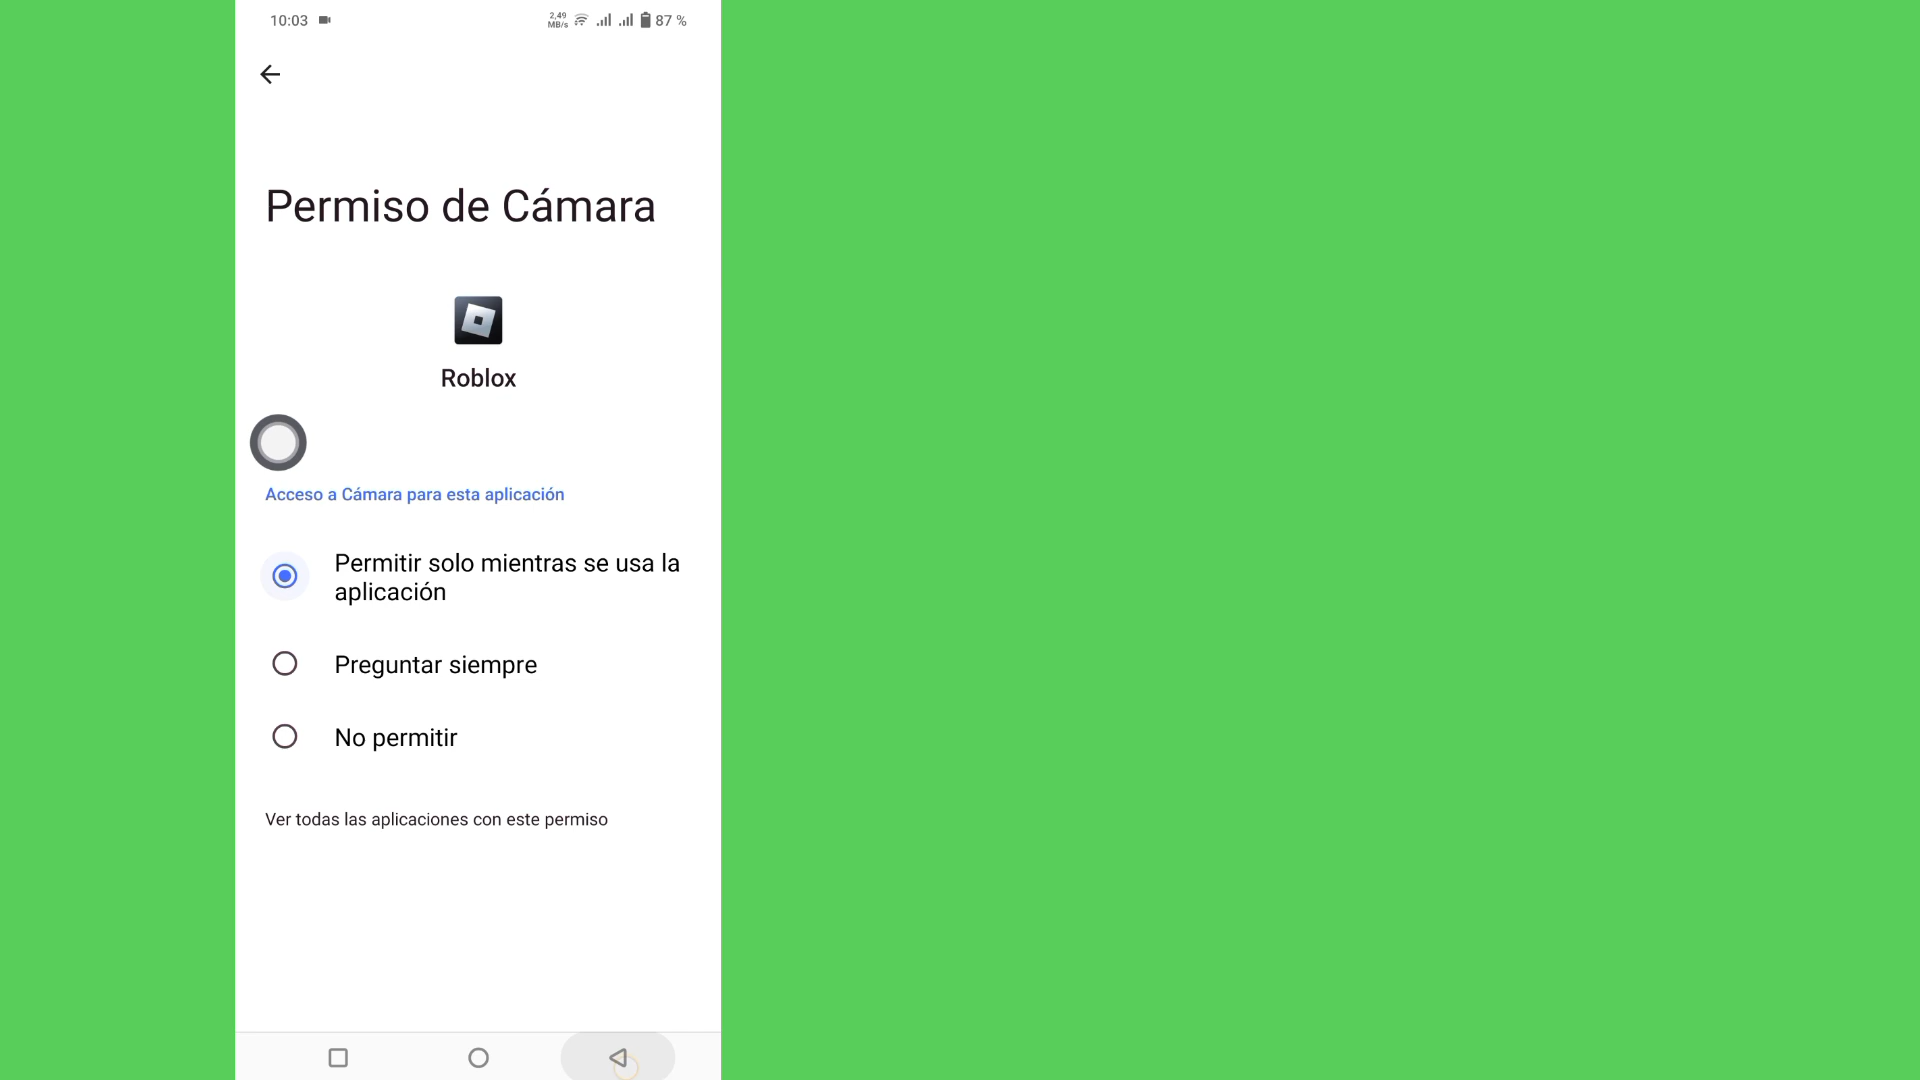 10:03
2,49
MB/s
87 %
Permiso de Cámara
Roblox
Acceso a Cámara para esta aplicación
Permitir solo mientras se usa la
aplicación
Preguntar siempre
No permitir
Ver todas las aplicaciones con este permiso